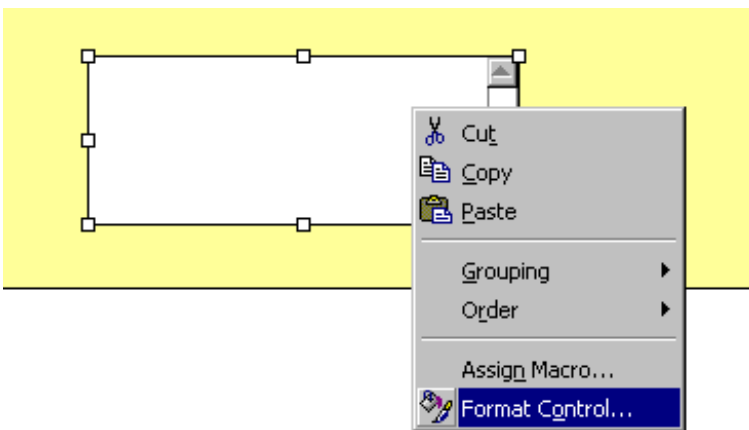 Cut
Copy
Paste
Grouping
Order
Assign Macro...
Format Control...